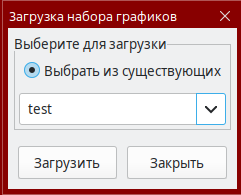 Загрузка набора графиков
Выберите для загрузки
Выбрать из существующих
test
Загрузить
Закрыть